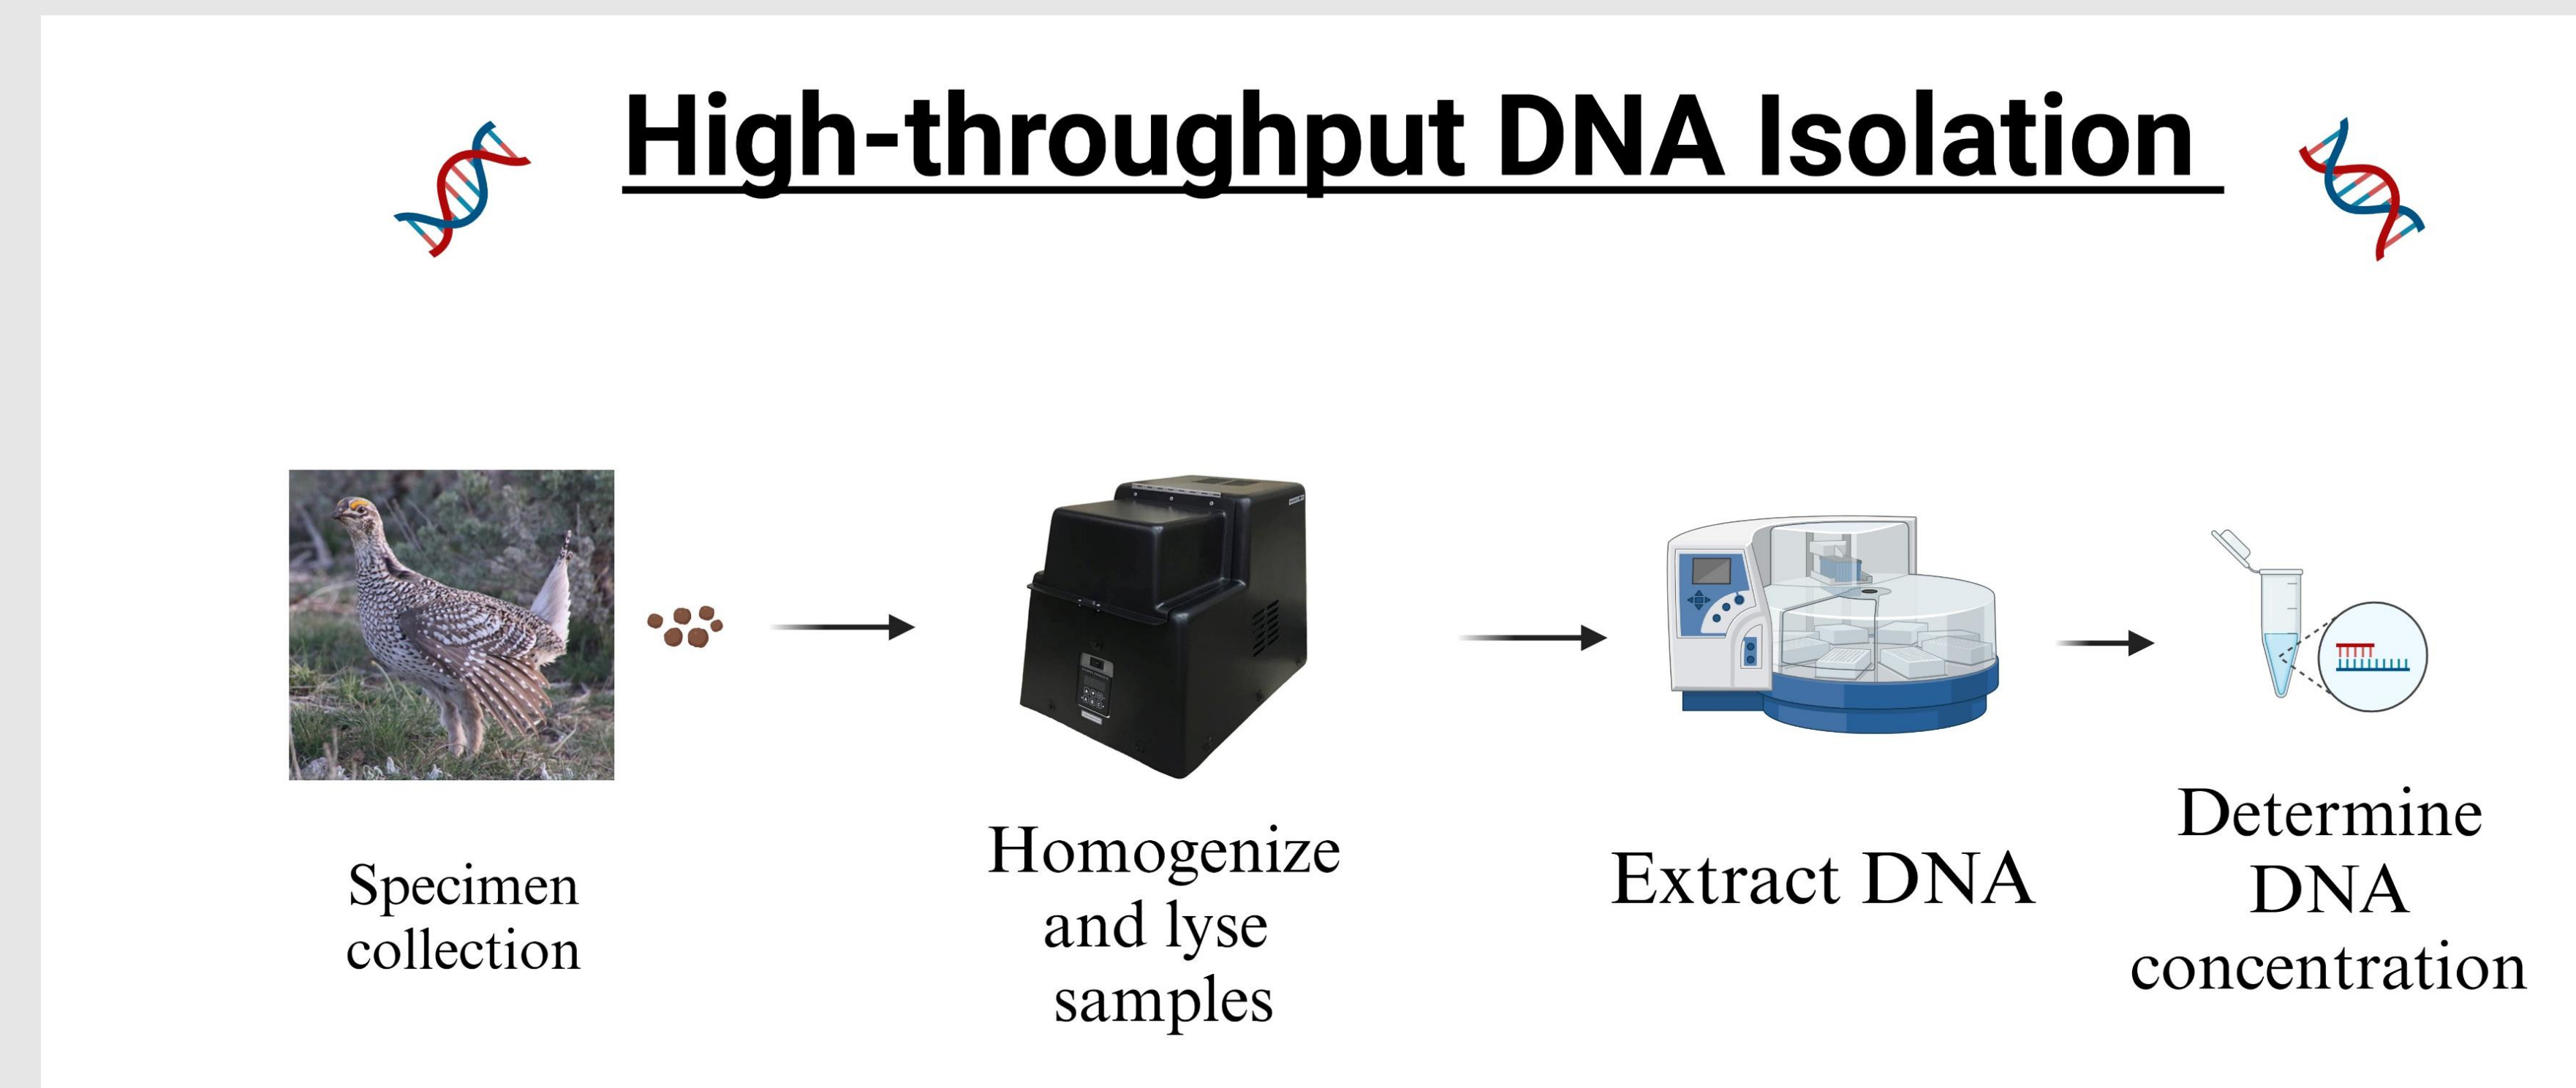 High-throughput DNA Isolation
Specimen
collection
Homogenize
and lyse
samples
Extract DNA
Determine
DNA
concentration